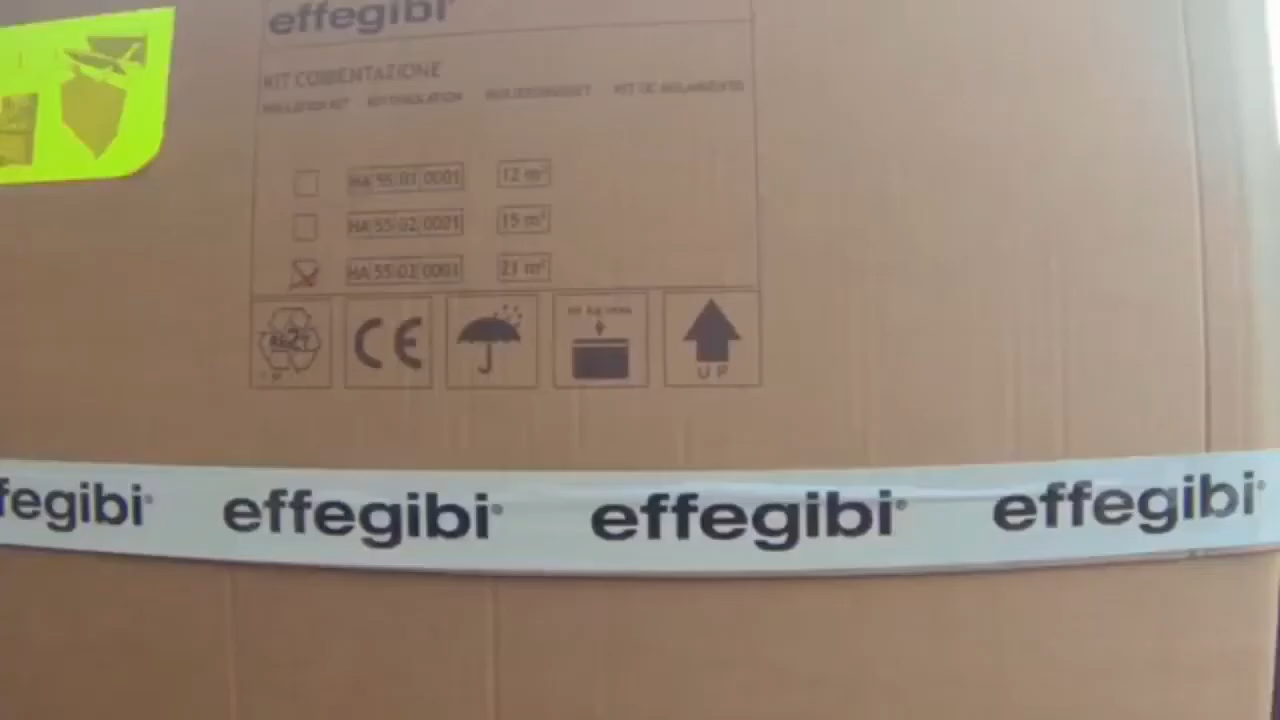 effegibi®
KIT COIBENTAZIONE
HA 55 01 0001 12 m²
HA 55 02 0001 15 m²
HA 55 03 0001 21 m²
CE
UP
fegibi® effegibi® effegibi® effegibi®